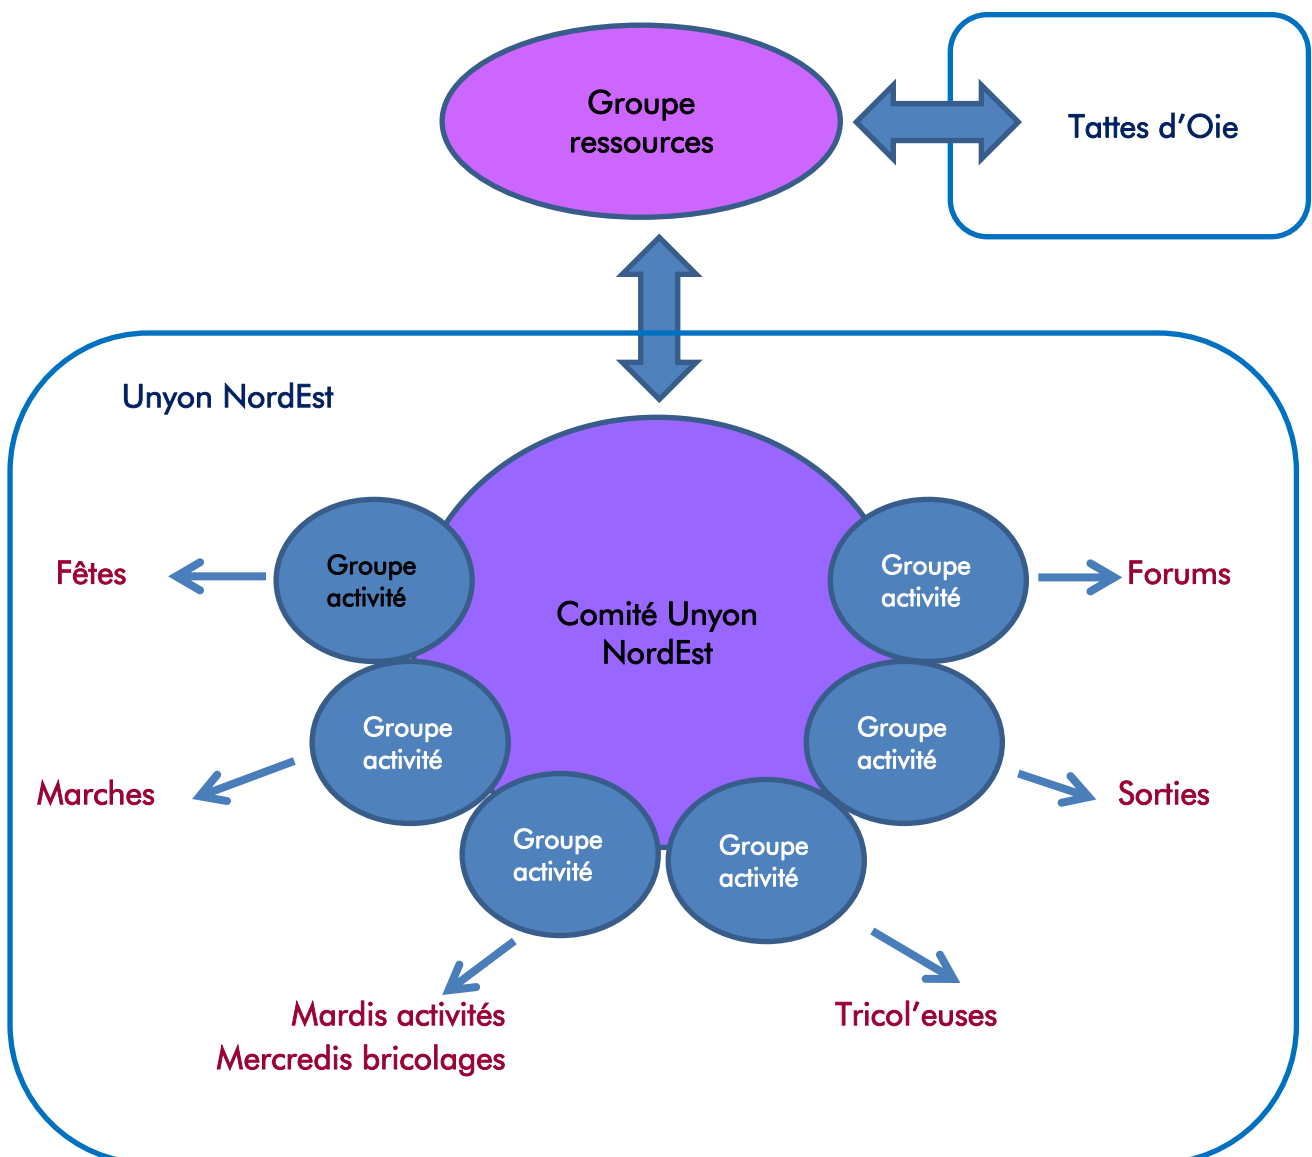 Groupe
ressources
Tattes d’Oie
Unyon NordEst
Fêtes
Groupe
activité
Comité Unyon
NordEst
Groupe
activité
Forums
Marches
Groupe
activité
Groupe
activité
Sorties
Groupe
activité
Groupe
activité
Mardis activités
Mercredis bricolages
Tricol’euses